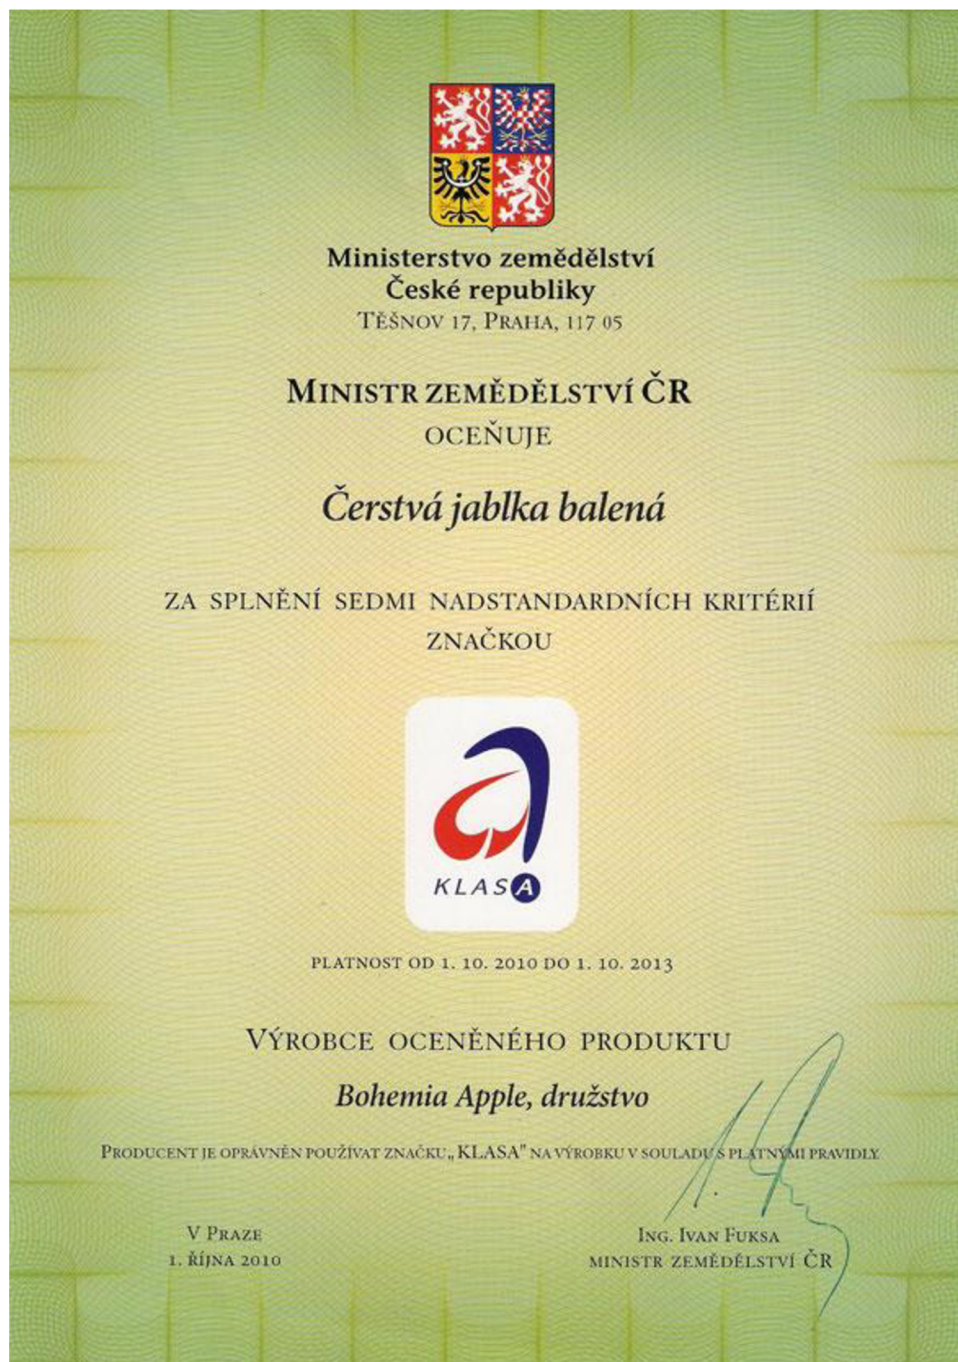 Ministerstvo zemědělství
České republiky
Těšnov 17, Praha, 117 05
Ministr zemědělství ČR
oceňuje
Čerstvá jablka balená
za splnění sedmi nadstandardních kritérií
značkou
KLASA
platnost od 1. 10. 2010 do 1. 10. 2013
Výrobce oceněného produktu
Bohemia Apple, družstvo
Producent je oprávněn používat značku „KLASA" na výrobku v souladu s platnými pravidly
V Praze
1. října 2010
Ing. Ivan Fuksa
ministr zemědělství ČR